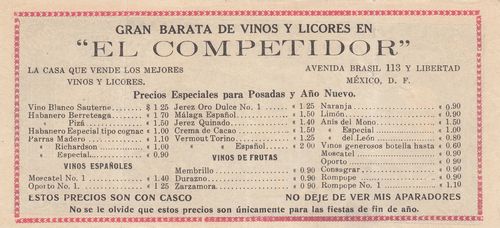 GRAN BARATA DE VINOS Y LICORES EN
"EL COMPETIDOR"
LA CASA QUE VENDE LOS MEJORES
VINOS Y LICORES.
AVENIDA BRASIL 113 Y LIBERTAD
MÉXICO, D. F.
Precios Especiales para Posadas y Año Nuevo.
Vino Blanco Sauterne $ 1.25
Habanero Berreteaga " 1.70
" Pizá " 1.50
Habanero Especial tipo cognac " 1.00
Parras Madero " 1.10
" Richardson " 1.00
" Especial. " 0.90
VINOS ESPAÑOLES
Moscatel No. 1 " 1.40
Oporto No. 1. " 1.25
Jerez Oro Dulce No. 1 " 1.25
Málaga Español " 1.50
Jerez Quinado " 1.40
Crema de Cacao " 1.50
Vermout Torino " 1.25
" Español " 2.00
VINOS DE FRUTAS
Membrillo " 0.90
Durazno " 0.90
Zarzamora " 0.90
Naranja " 0.90
Limón " 0.90
Anís del Mono " 1.50
" Especial " 1.00
" del León " 0.80
Vinos generosos botella hasta " 0.60
Moscatel " 0.90
Oporto " 0.90
Consagrar " 0.90
Rompope " 0.90
Rompope No. 1 " 1.10
ESTOS PRECIOS SON CON CASCO
NO DEJE DE VER MIS APARADORES
No se le olvide que estos precios son únicamente para las fiestas de fin de año.